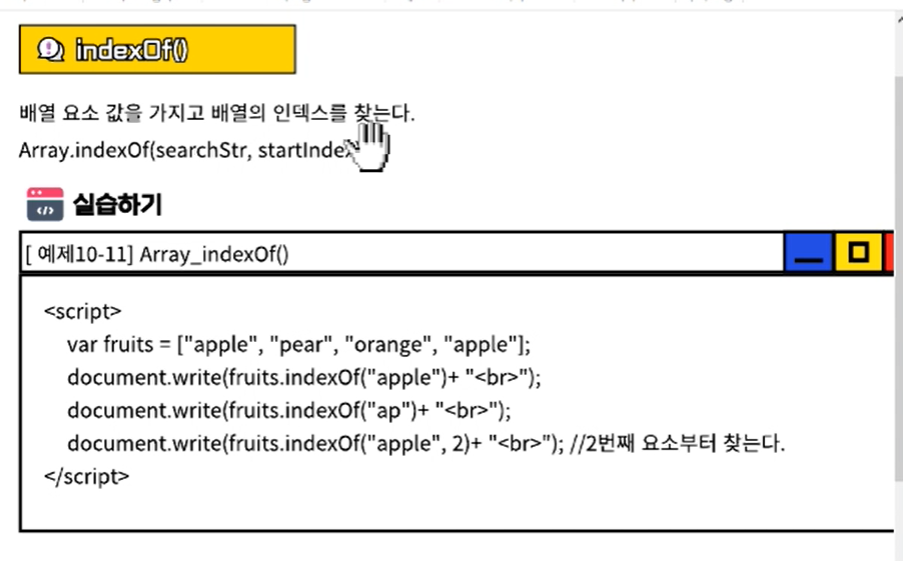 indexOf()
배열 요소 값을 가지고 배열의 인덱스를 찾는다.
Array.indexOf(searchStr, startIndex
실습하기
[ 예제10-11] Array_indexOf()
<script>
var fruits = ["apple", "pear", "orange", "apple"];
document.write(fruits.indexOf("apple")+ "<br>");
document.write(fruits.indexOf("ap")+ "<br>");
document.write(fruits.indexOf("apple", 2)+ "<br>"); //2번째 요소부터 찾는다.
</script>